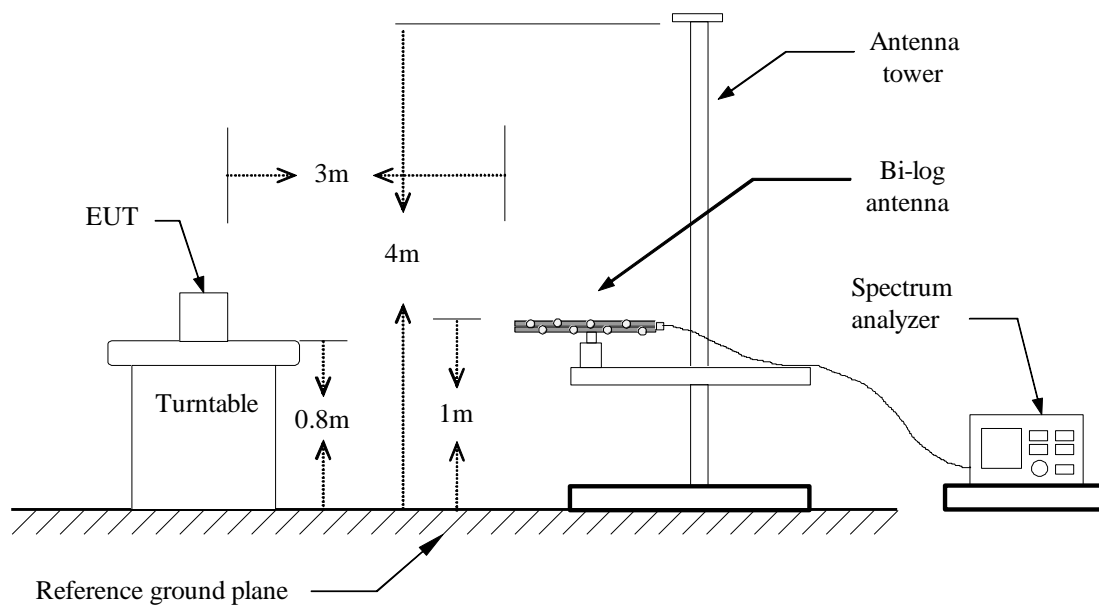 Antenna
tower
3m
Bi-log
antenna
EUT
4m
Spectrum
analyzer
Turntable
0.8m
1m
Reference ground plane